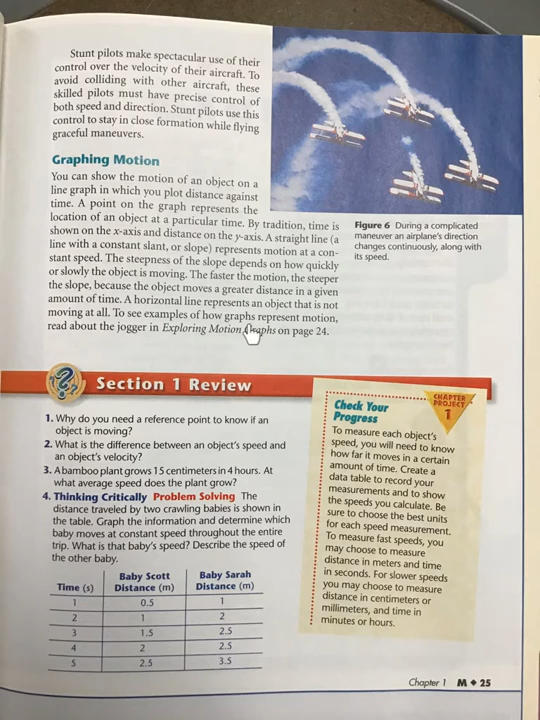 Stunt pilots make spectacular use of their
control over the velocity of their aircraft. To
avoid colliding with other aircraft, these
skilled pilots must have precise control of
both speed and direction. Stunt pilots use this
control to stay in close formation while flying
graceful maneuvers.
Graphing Motion
You can show the motion of an object on a
line graph in which you plot distance against
time. A point on the graph represents the
location of an object at a particular time. By tradition, time is
shown on the x-axis and distance on the y-axis. A straight line (a
line with a constant slant, or slope) represents motion at a con-
stant speed. The steepness of the slope depends on how quickly
or slowly the object is moving. The faster the motion, the steeper
the slope, because the object moves a greater distance in a given
amount of time. A horizontal line represents an object that is not
moving at all. To see examples of how graphs represent motion,
read about the jogger in Exploring Motion Graphs on page 24.
Figure 6 During a complicated
maneuver an airplane's direction
changes continuously, along with
its speed.
Section 1 Review
1. Why do you need a reference point to know if an
object is moving?
2. What is the difference between an object's speed and
an object's velocity?
3. A bamboo plant grows 15 centimeters in 4 hours. At
what average speed does the plant grow?
4. Thinking Critically Problem Solving The
distance traveled by two crawling babies is shown in
the table. Graph the information and determine which
baby moves at constant speed throughout the entire
trip. What is that baby's speed? Describe the speed of
the other baby.
Time (s) Baby Scott Distance (m) Baby Sarah Distance (m)
1 0.5 1
2 1 2
3 1.5 2.5
4 2 2.5
5 2.5 3.5
CHAPTER
PROJECT
1
Check Your
Progress
To measure each object's
speed, you will need to know
how far it moves in a certain
amount of time. Create a
data table to record your
measurements and to show
the speeds you calculate. Be
sure to choose the best units
for each speed measurement.
To measure fast speeds, you
may choose to measure
distance in meters and time
in seconds. For slower speeds
you may choose to measure
distance in centimeters or
millimeters, and time in
minutes or hours.
Chapter 1 M ◆ 25